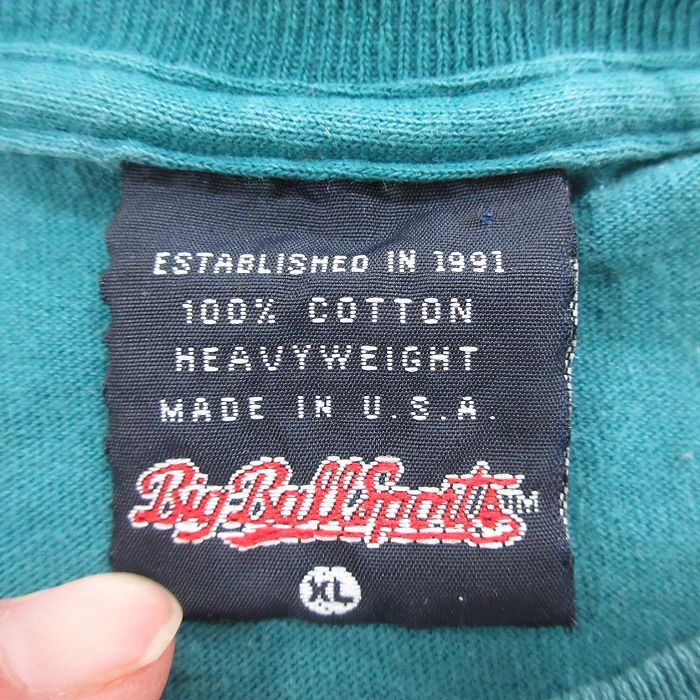 ESTABLISHED IN 1991
100% COTTON
HEAVYWEIGHT
MADE IN U.S.A.
Big Ball Sports TM
XL